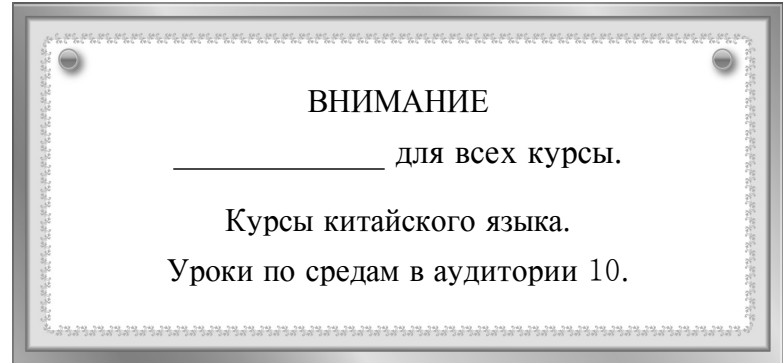 ВНИМАНИЕ
______________ для всех курсы.
Курсы китайского языка.
Уроки по средам в аудитории 10.